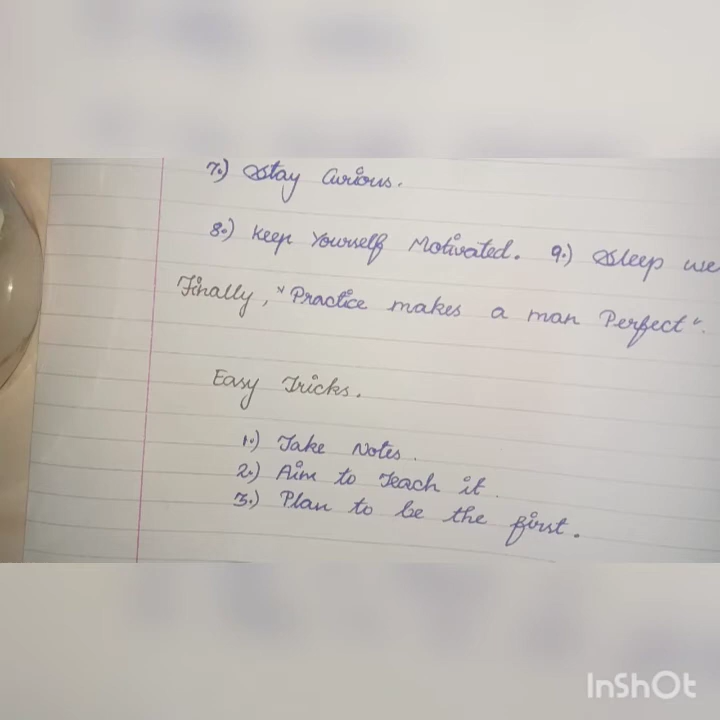 7.) Stay Curious.
8.) Keep Yourself Motivated. 9.) Sleep we
Finally, "Practice makes a man Perfect".
Easy Tricks.
1.) Take Notes.
2.) Aim to Teach it.
3.) Plan to be the first.
InShOt